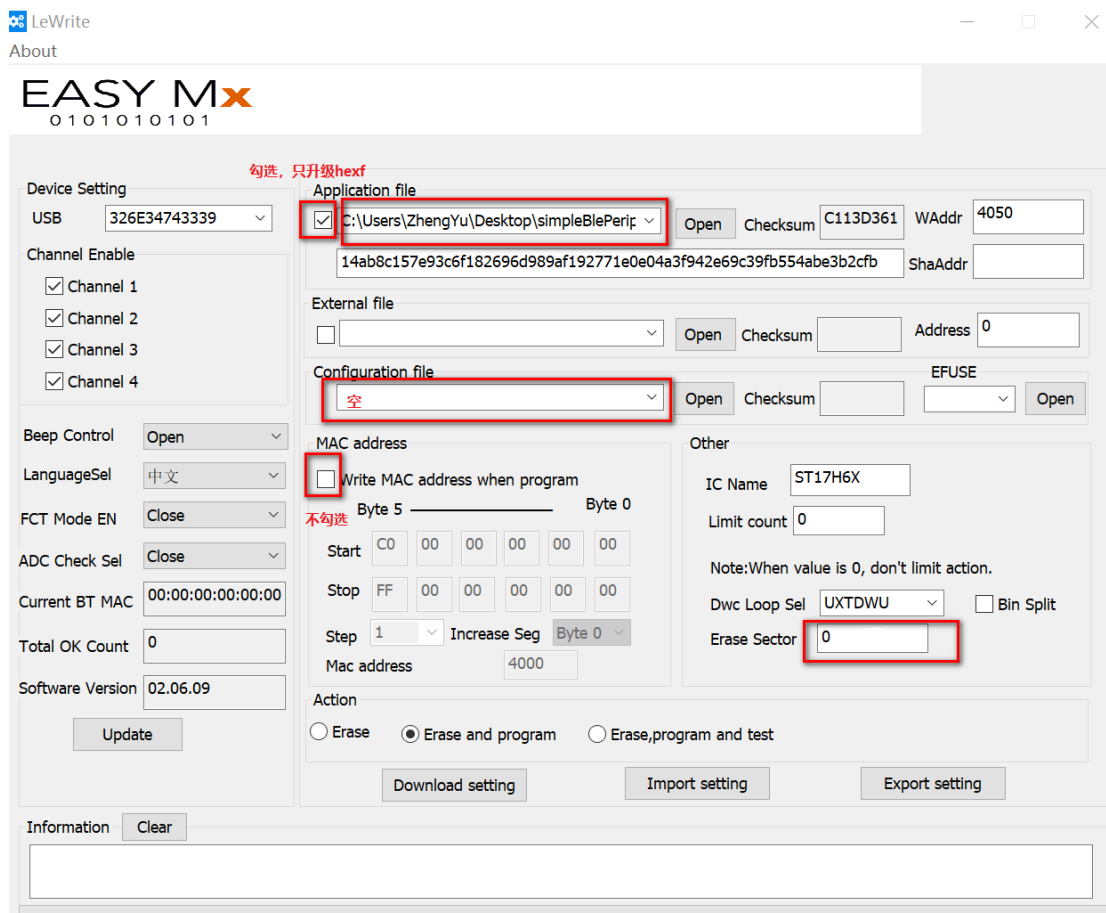 LeWrite
About
EASY Mx
0101010101
勾选，只升级hexf
Device Setting
USB 326E34743339
Channel Enable
Channel 1
Channel 2
Channel 3
Channel 4
Beep Control Open
LanguageSel 中文
FCT Mode EN Close
ADC Check Sel Close
Current BT MAC 00:00:00:00:00:00
Total OK Count 0
Software Version 02.06.09
Update
Application file
C:\Users\ZhengYu\Desktop\simpleBlePerip Open Checksum C113D361 WAddr 4050
14ab8c157e93c6f182696d989af192771e0e04a3f942e69c39fb554abe3b2cfb ShaAddr
External file
Open Checksum Address 0
Configuration file EFUSE
空 Open Checksum Open
MAC address
Write MAC address when program
不勾选 Byte 5 Byte 0
Start C0 00 00 00 00 00
Stop FF 00 00 00 00 00
Step 1 Increase Seg Byte 0
Mac address 4000
Other
IC Name ST17H6X
Limit count 0
Note:When value is 0, don't limit action.
Dwc Loop Sel UXTDWU Bin Split
Erase Sector 0
Action
Erase Erase and program Erase,program and test
Download setting Import setting Export setting
Information Clear